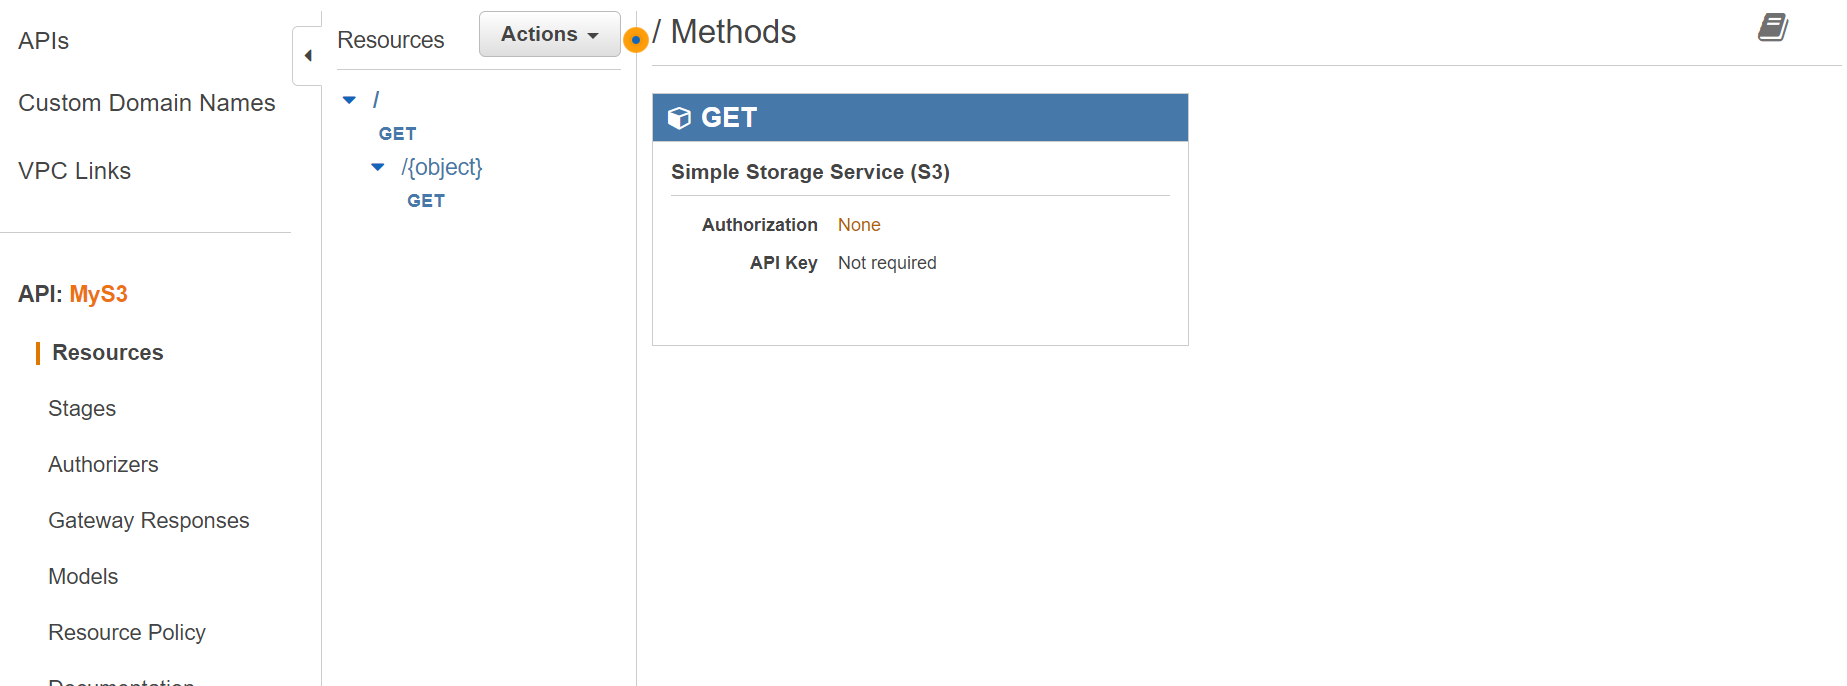 APIs
Custom Domain Names
VPC Links
API: MyS3
Resources
Stages
Authorizers
Gateway Responses
Models
Resource Policy
Documentation
Resources
Actions
/
GET
/{object}
GET
/ Methods
GET
Simple Storage Service (S3)
Authorization None
API Key Not required